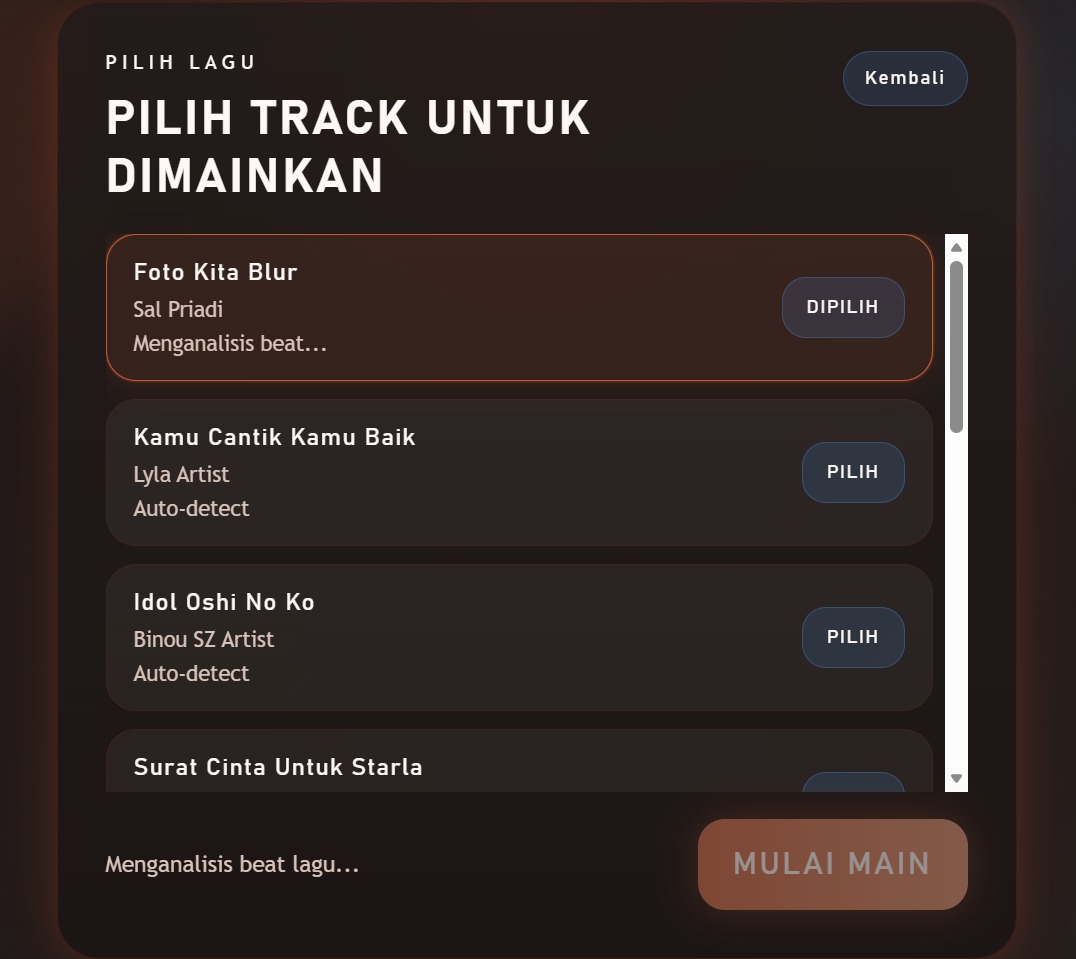 PILIH LAGU
Kembali
PILIH TRACK UNTUK
DIMAINKAN
Foto Kita Blur
Sal Priadi
Menganalisis beat...
DIPILIH
Kamu Cantik Kamu Baik
Lyla Artist
Auto-detect
PILIH
Idol Oshi No Ko
Binou SZ Artist
Auto-detect
PILIH
Surat Cinta Untuk Starla
Menganalisis beat lagu...
MULAI MAIN